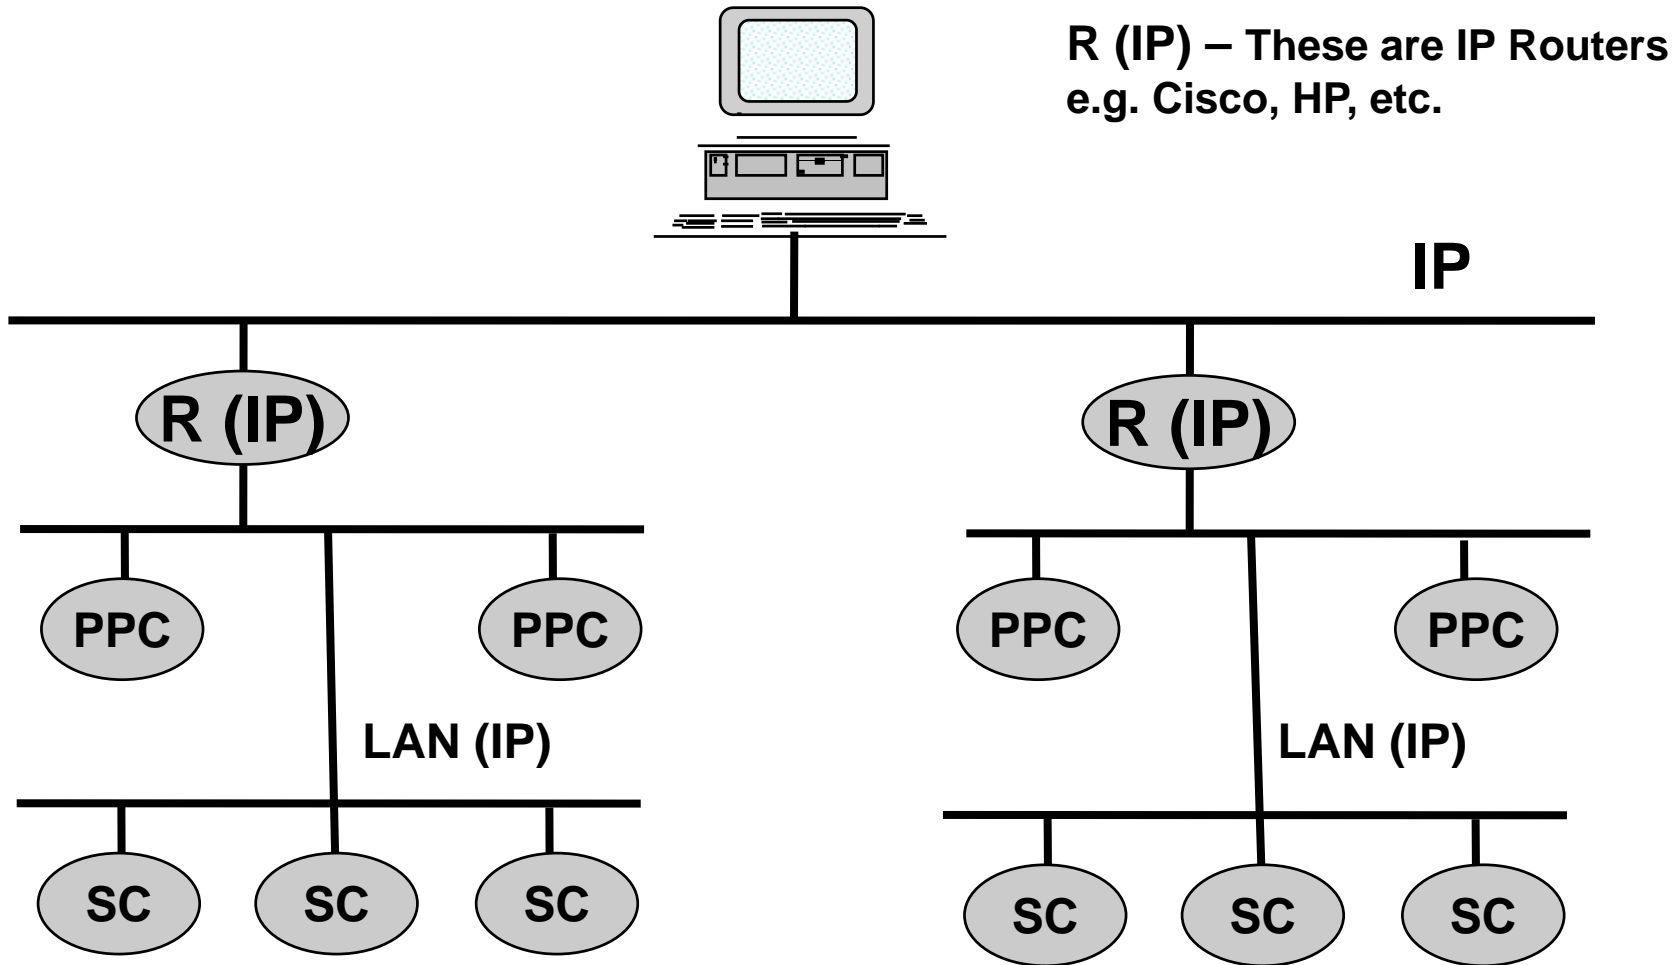 R (IP) – These are IP Routers
e.g. Cisco, HP, etc.
IP
R (IP)
R (IP)
PPC
PPC
PPC
PPC
LAN (IP)
LAN (IP)
SC
SC
SC
SC
SC
SC